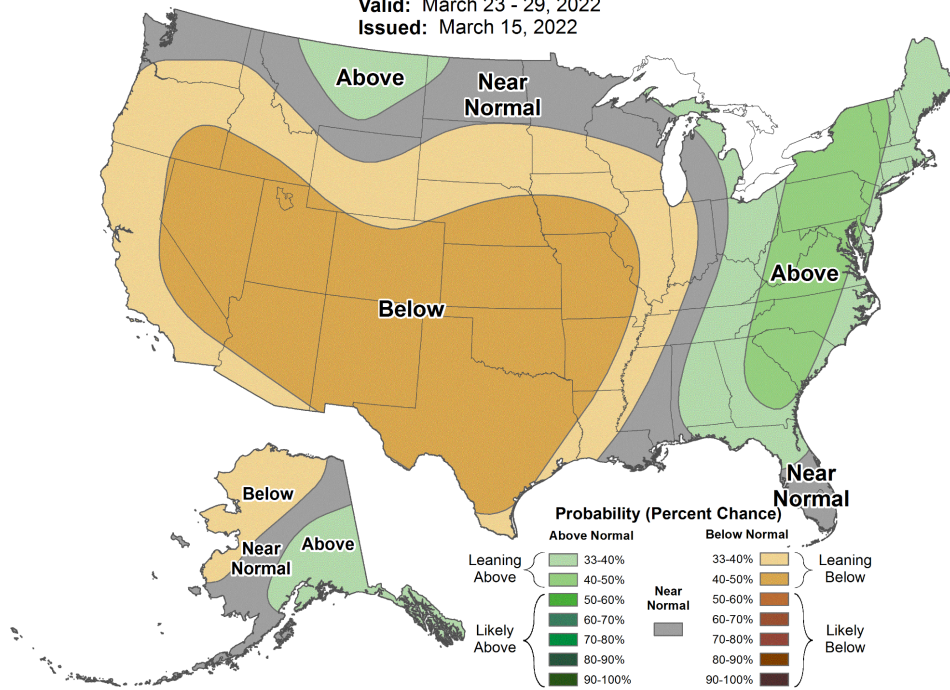 Valid: March 23 - 29, 2022
Issued: March 15, 2022
Above
Near
Normal
Below
Above
Near
Normal
Below
Near
Normal
Above
Probability (Percent Chance)
Above Normal
Below Normal
Leaning
Above
33-40%
40-50%
Likely
Above
50-60%
60-70%
70-80%
80-90%
90-100%
Near
Normal
33-40%
40-50%
Leaning
Below
50-60%
60-70%
70-80%
80-90%
90-100%
Likely
Below